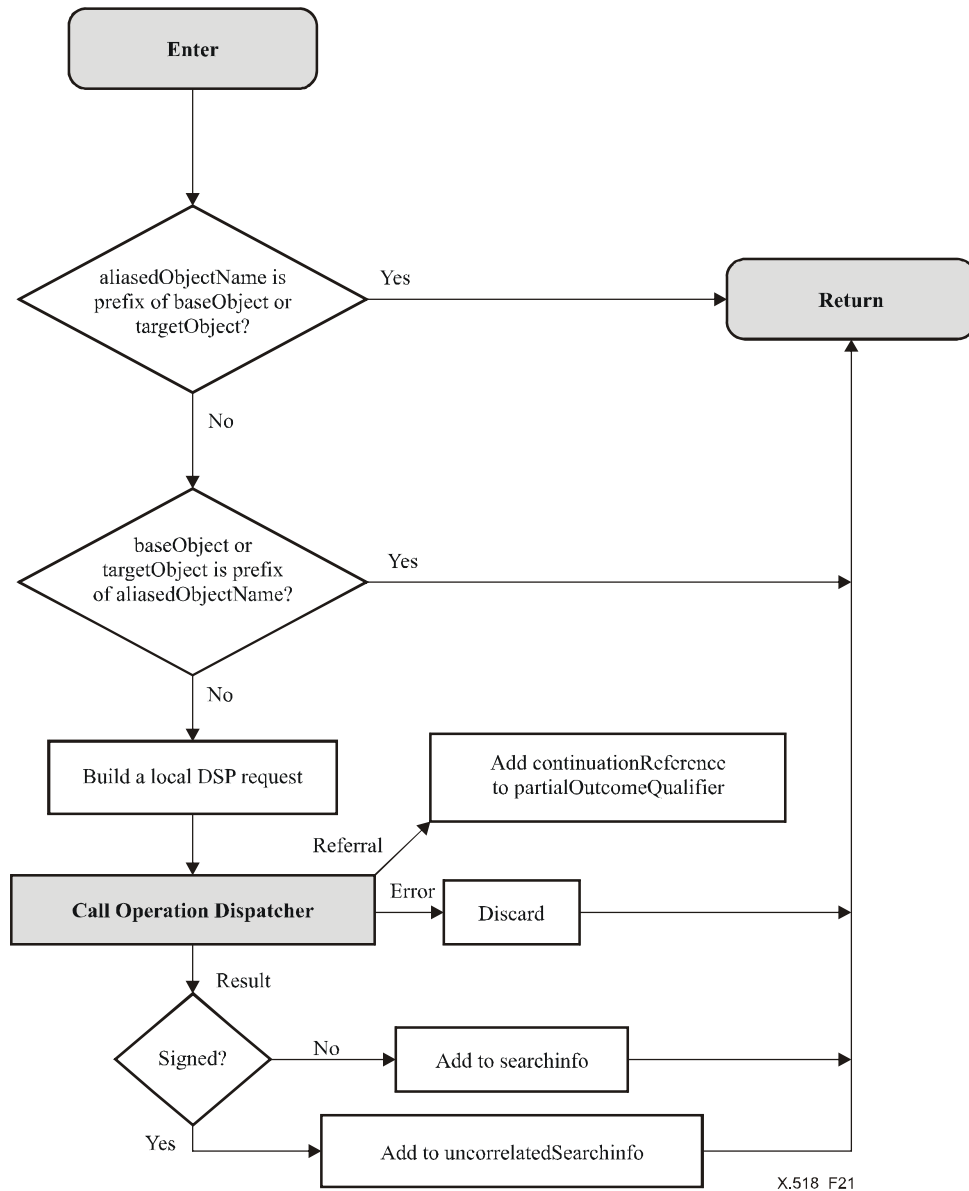 Enter
aliasedObjectName is
prefix of baseObject or
targetObject?
Yes
Return
No
baseObject or
targetObject is prefix
of aliasedObjectName?
Yes
No
Build a local DSP request
Add continuationReference
to partialOutcomeQualifier
Referral
Call Operation Dispatcher
Error
Discard
Result
Signed?
No
Add to searchinfo
Yes
Add to uncorrelatedSearchinfo
X.518_F21